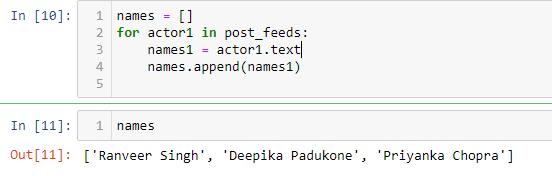 In [10]:
1 names = []
2 for actor1 in post_feeds:
3     names1 = actor1.text
4     names.append(names1)
5
In [11]:
1 names
Out[11]: ['Ranveer Singh', 'Deepika Padukone', 'Priyanka Chopra']